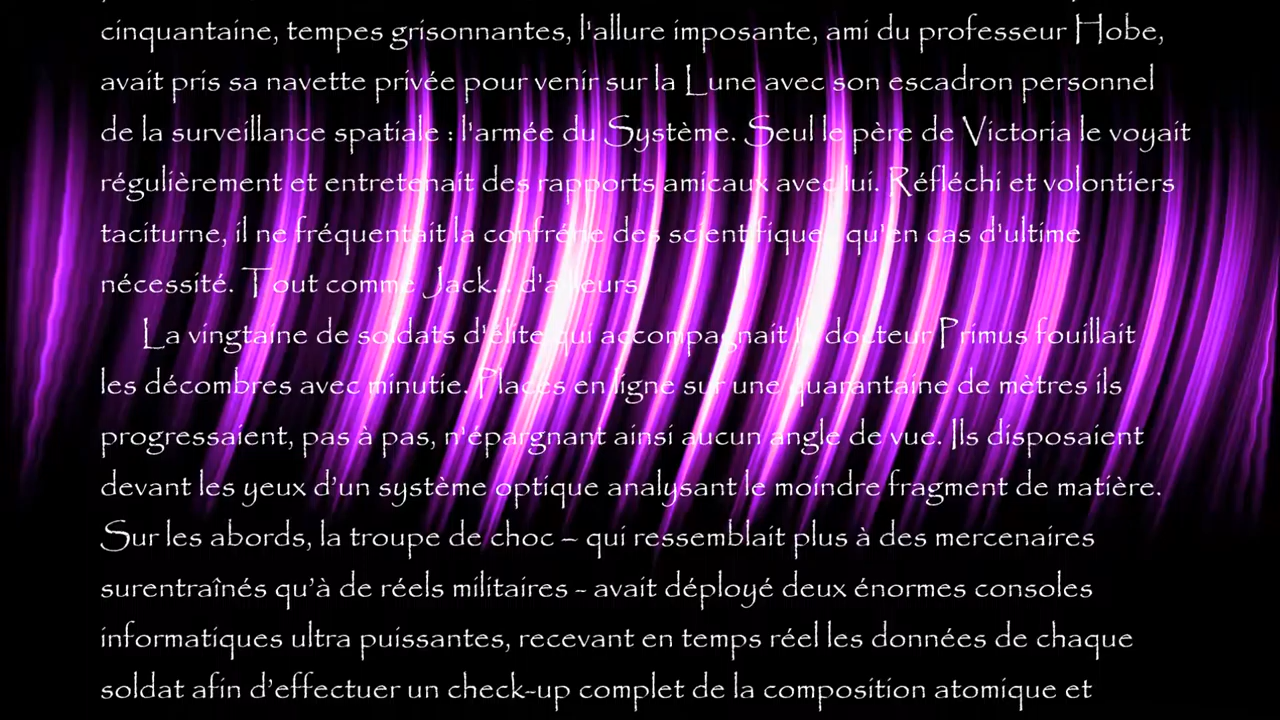 cinquantaine, tempes grisonnantes, l'allure imposante, ami du professeur Hobe,
avait pris sa navette privée pour venir sur la Lune avec son escadron personnel
de la surveillance spatiale : l'armée du Système. Seul le père de Victoria le voyait
régulièrement et entretenait des rapports amicaux avec lui. Réfléchi et volontiers
taciturne, il ne fréquentait la confrérie des scientifiques qu'en cas d'ultime
nécessité. Tout comme Jack... d'ailleurs.
La vingtaine de soldats d'élite qui accompagnait le docteur Primus fouillait
les décombres avec minutie. Placés en ligne sur une quarantaine de mètres ils
progressaient, pas à pas, n'épargnant ainsi aucun angle de vue. Ils disposaient
devant les yeux d’un système optique analysant le moindre fragment de matière.
Sur les abords, la troupe de choc – qui ressemblait plus à des mercenaires
surentraînés qu’à de réels militaires - avait déployé deux énormes consoles
informatiques ultra puissantes, recevant en temps réel les données de chaque
soldat afin d’effectuer un check-up complet de la composition atomique et